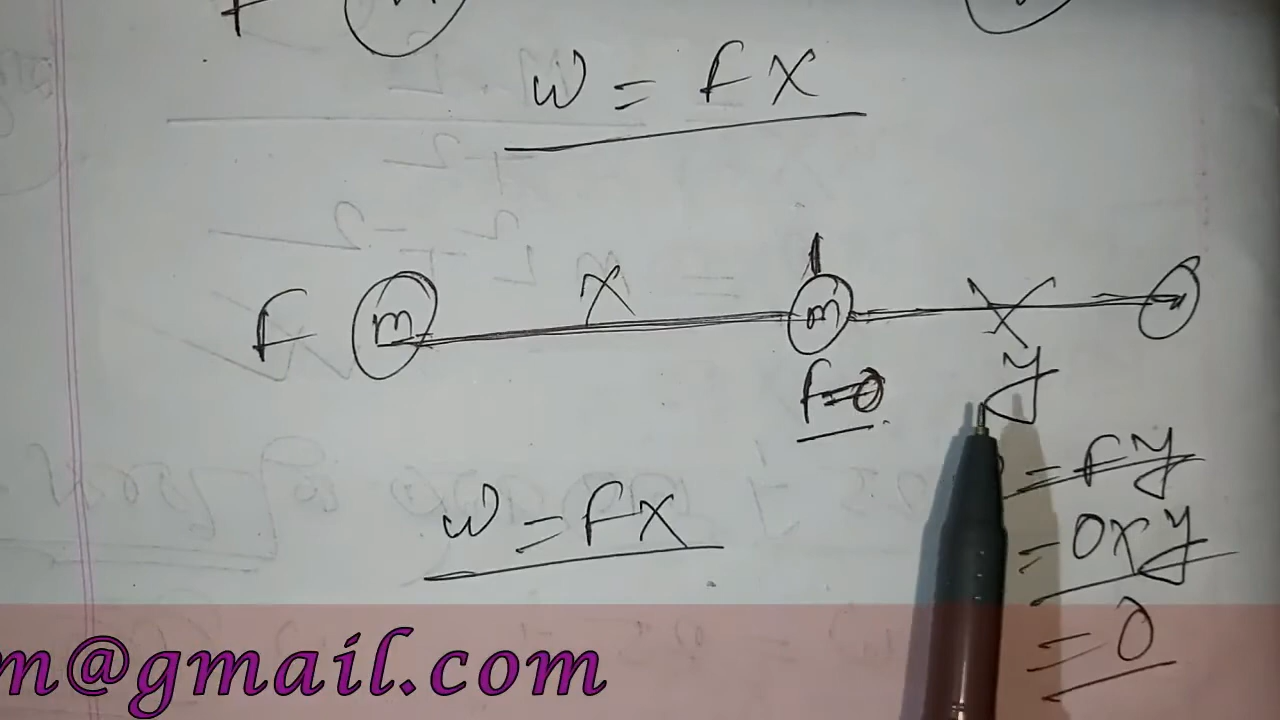 w = Fx
F m x m
f=0 y
= Fy
w = Fx = 0xy
= 0
m@gmail.com